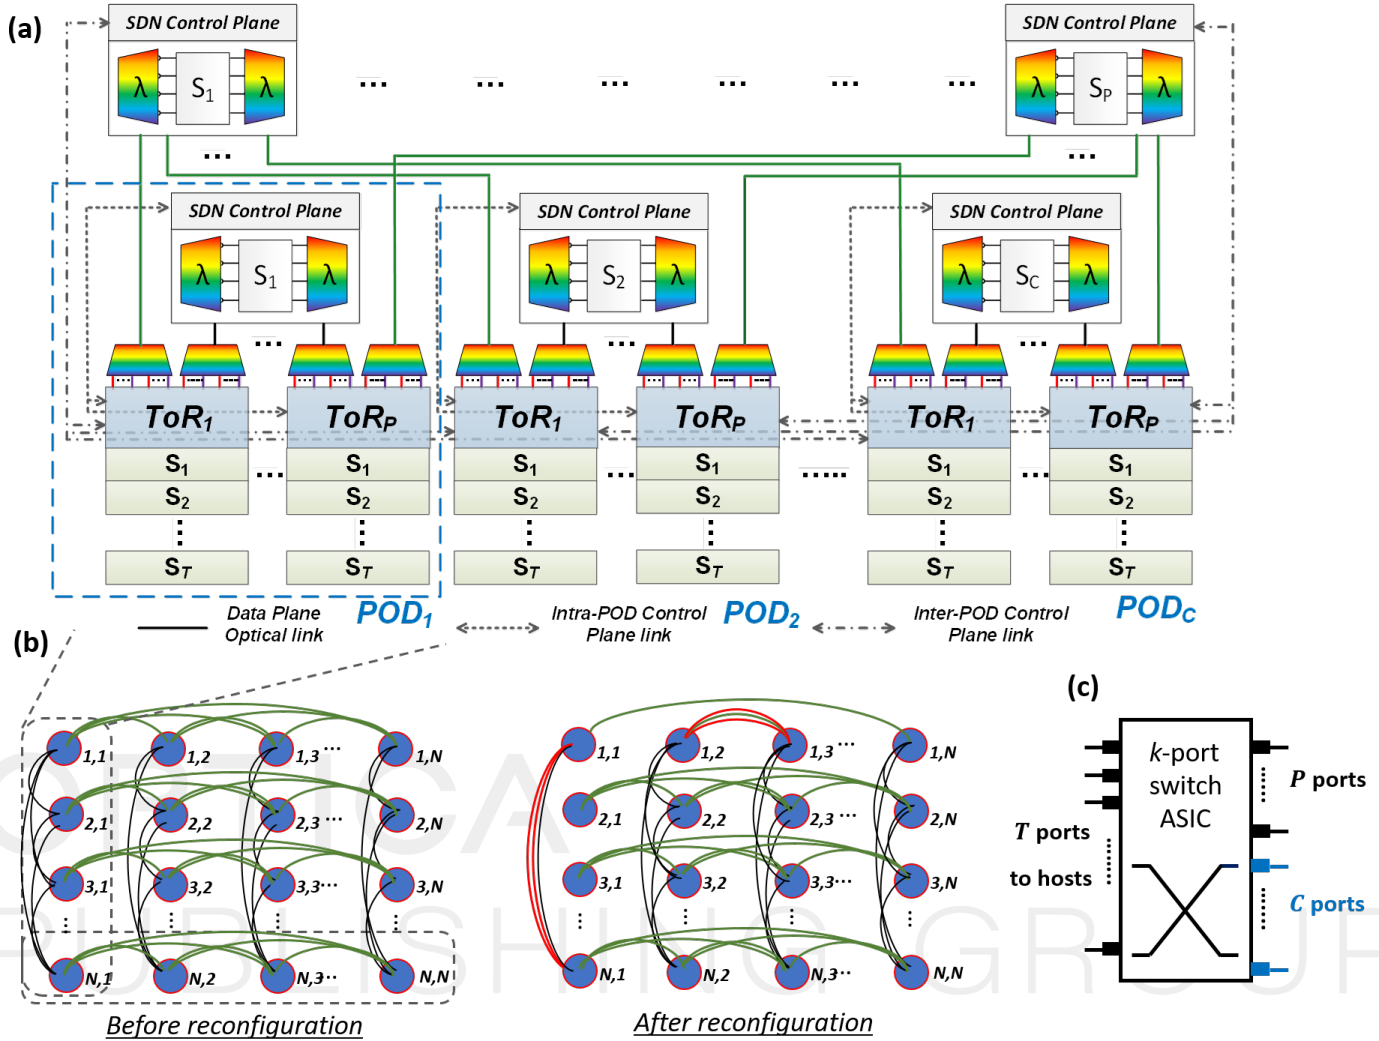 (a)
SDN Control Plane
SDN Control Plane
λ S1 λ
... ... ... ... ... ...
λ SP λ
... ...
SDN Control Plane
SDN Control Plane
SDN Control Plane
λ S1 λ
λ S2 λ
λ SC λ
... ... ...
ToR1 ToRP ToR1 ToRP ToR1 ToRP
S1 ... S1 S1 ... S1 ...... S1 ... S1
S2 S2 S2 S2 S2 S2
ST ST ST ST ST ST
Data Plane
Optical link
POD1
Intra-POD Control
Plane link
POD2
Inter-POD Control
Plane link
PODC
(b)
1,1 1,2 1,3 ... 1,N
2,1 2,2 2,3 ... 2,N
3,1 3,2 3,3 ... 3,N
N,1 N,2 N,3 ... N,N
Before reconfiguration
1,1 1,2 1,3 ... 1,N
2,1 2,2 2,3 ... 2,N
3,1 3,2 3,3 ... 3,N
N,1 N,2 N,3 ... N,N
After reconfiguration
(c)
k-port
switch
ASIC
P ports
T ports
to hosts
C ports
OPTICA
PUBLISHING GROUP